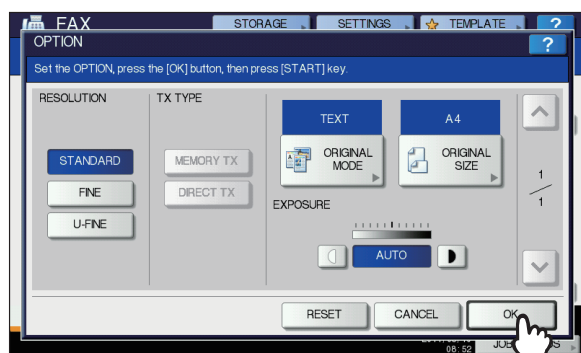 FAX
STORAGE
SETTINGS
TEMPLATE
?
OPTION
?
Set the OPTION, press the [OK] button, then press [START] key.
RESOLUTION
TX TYPE
TEXT
A4
STANDARD
MEMORY TX
ORIGINAL
MODE
ORIGINAL
SIZE
FINE
DIRECT TX
1
1
U-FINE
EXPOSURE
AUTO
RESET
CANCEL
OK
08:52